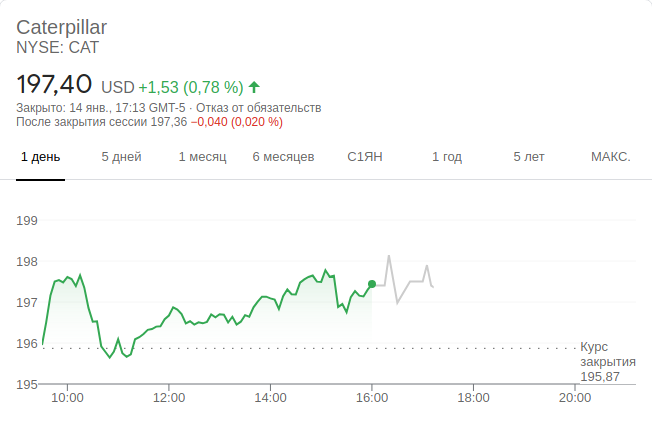 Caterpillar
NYSE: CAT
197,40 USD +1,53 (0,78 %)
Закрыто: 14 янв., 17:13 GMT-5 · Отказ от обязательств
После закрытия сессии 197,36 −0,040 (0,020 %)
1 день 5 дней 1 месяц 6 месяцев С1ЯН 1 год 5 лет МАКС.
199
198
197
196
Курс
закрытия
195,87
195
10:00 12:00 14:00 16:00 18:00 20:00